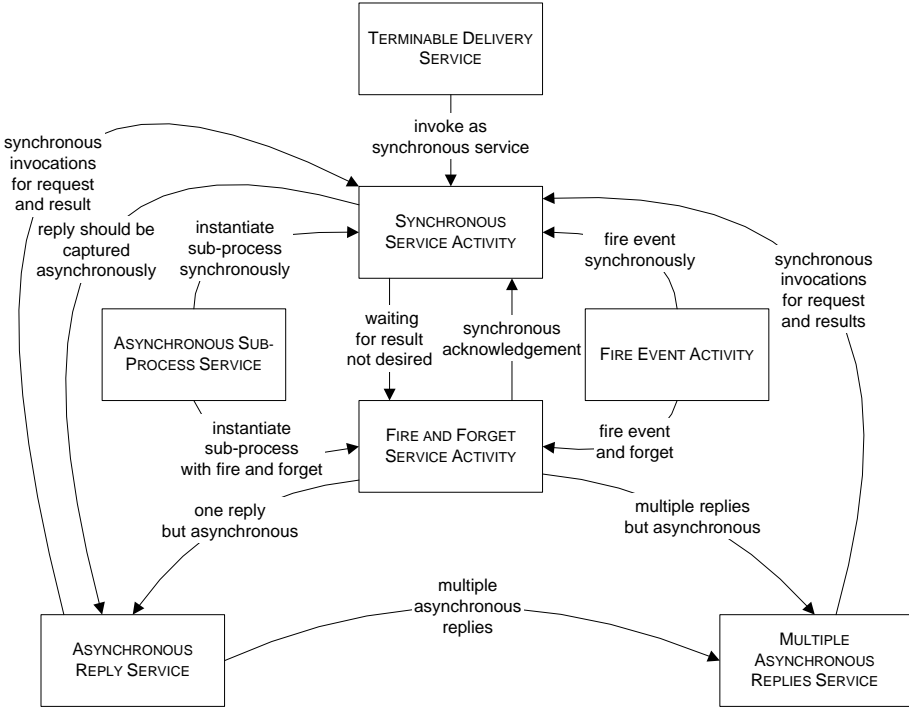 TERMINABLE DELIVERY
SERVICE
invoke as
synchronous service
synchronous
invocations
for request
and result
reply should be
captured
asynchronously
instantiate
sub-process
synchronously
SYNCHRONOUS
SERVICE ACTIVITY
fire event
synchronously
synchronous
invocations
for request
and results
ASYNCHRONOUS SUB-
PROCESS SERVICE
waiting
for result
not desired
synchronous
acknowledgement
FIRE EVENT ACTIVITY
instantiate
sub-process
with fire and forget
FIRE AND FORGET
SERVICE ACTIVITY
fire event
and forget
one reply
but asynchronous
multiple replies
but asynchronous
multiple
asynchronous
replies
ASYNCHRONOUS
REPLY SERVICE
MULTIPLE
ASYNCHRONOUS
REPLIES SERVICE